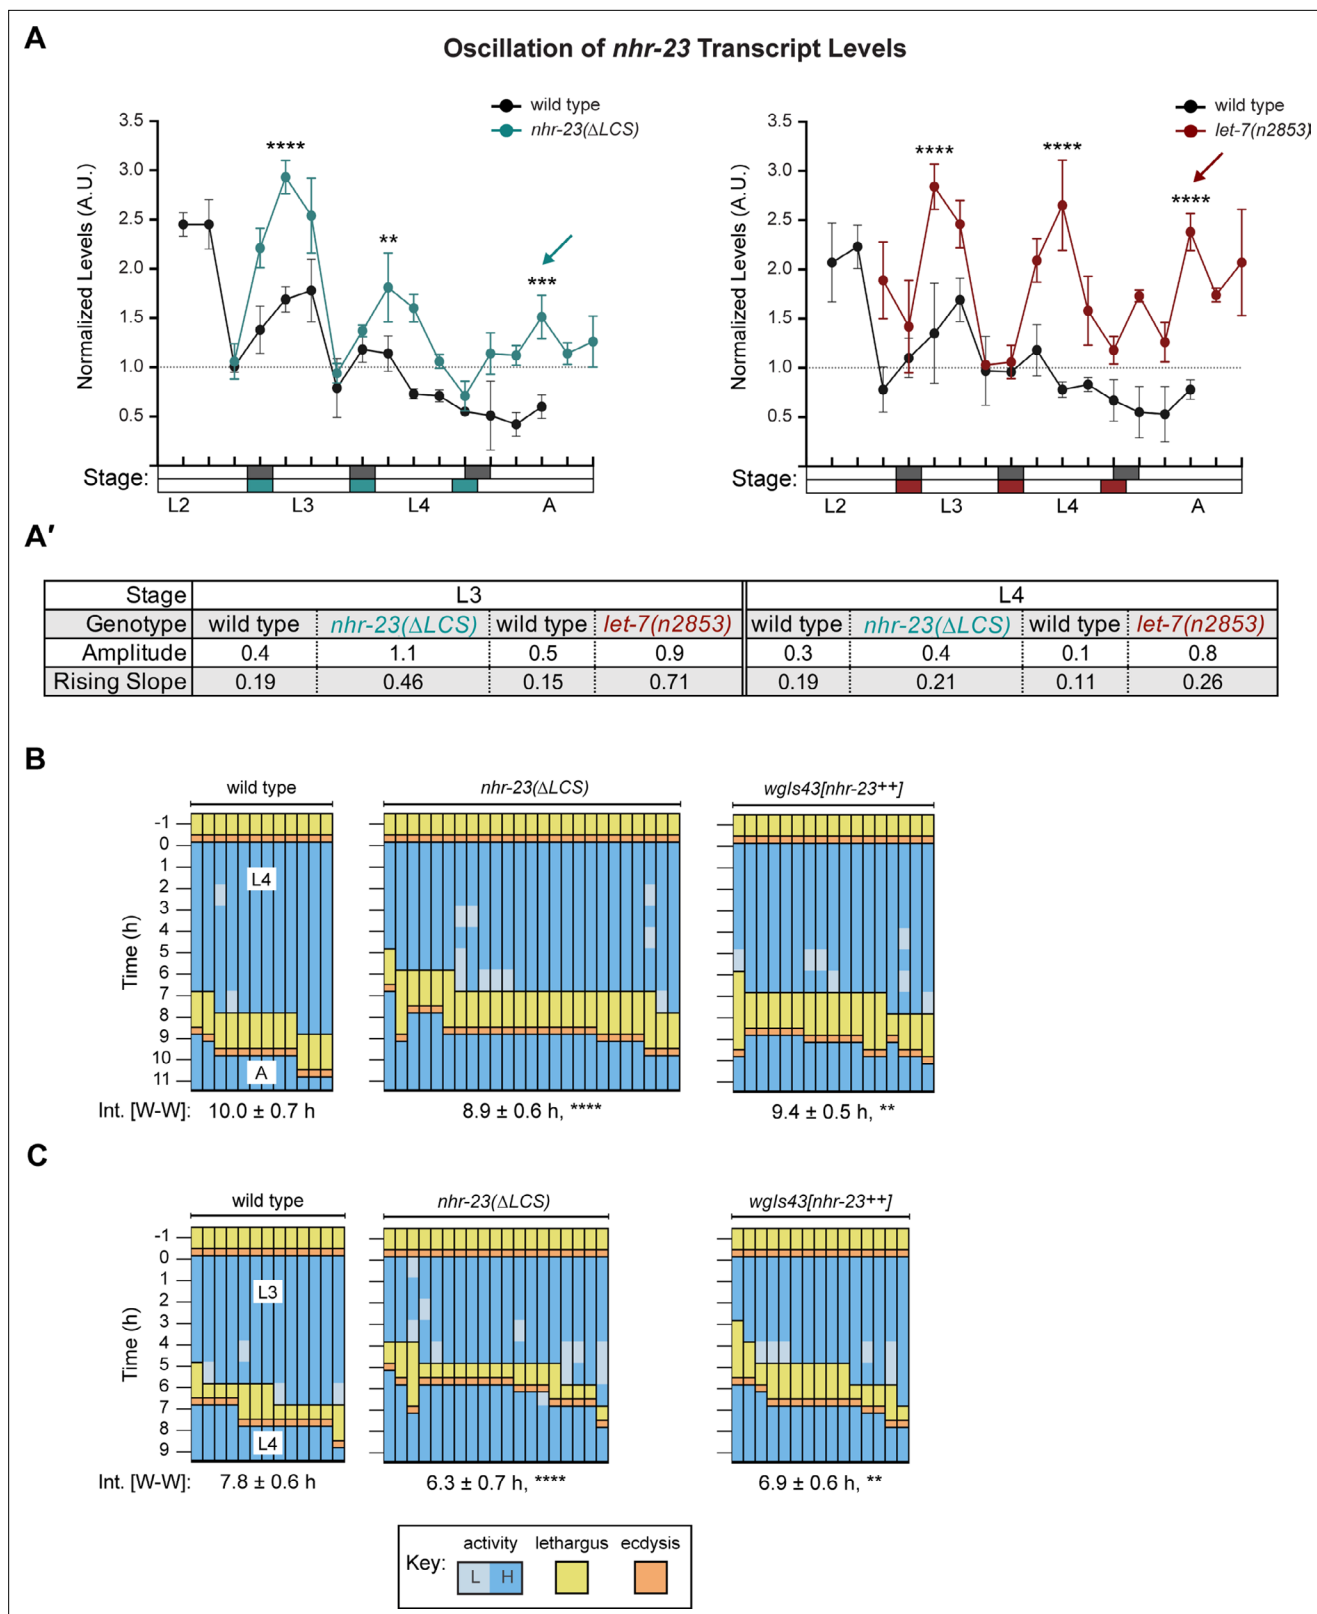 A
Oscillation of nhr-23 Transcript Levels
wild type
nhr-23(ΔLCS)
Normalized Levels (A.U.)
3.5
3.0
2.5
2.0
1.5
1.0
0.5
****
**
***
Stage:
L2 L3 L4 A
wild type
let-7(n2853)
Normalized Levels (A.U.)
3.5
3.0
2.5
2.0
1.5
1.0
0.5
****
****
****
Stage:
L2 L3 L4 A
A′
Stage L3 L4
Genotype wild type nhr-23(ΔLCS) wild type let-7(n2853) wild type nhr-23(ΔLCS) wild type let-7(n2853)
Amplitude 0.4 1.1 0.5 0.9 0.3 0.4 0.1 0.8
Rising Slope 0.19 0.46 0.15 0.71 0.19 0.21 0.11 0.26
B
wild type nhr-23(ΔLCS) wgIs43[nhr-23++]
Time (h)
-1
0
1
2
3
4
5
6
7
8
9
10
11
L4
A
Int. [W-W]: 10.0 ± 0.7 h 8.9 ± 0.6 h, **** 9.4 ± 0.5 h, **
C
wild type nhr-23(ΔLCS) wgIs43[nhr-23++]
Time (h)
-1
0
1
2
3
4
5
6
7
8
9
L3
L4
Int. [W-W]: 7.8 ± 0.6 h 6.3 ± 0.7 h, **** 6.9 ± 0.6 h, **
activity lethargus ecdysis
Key: L H